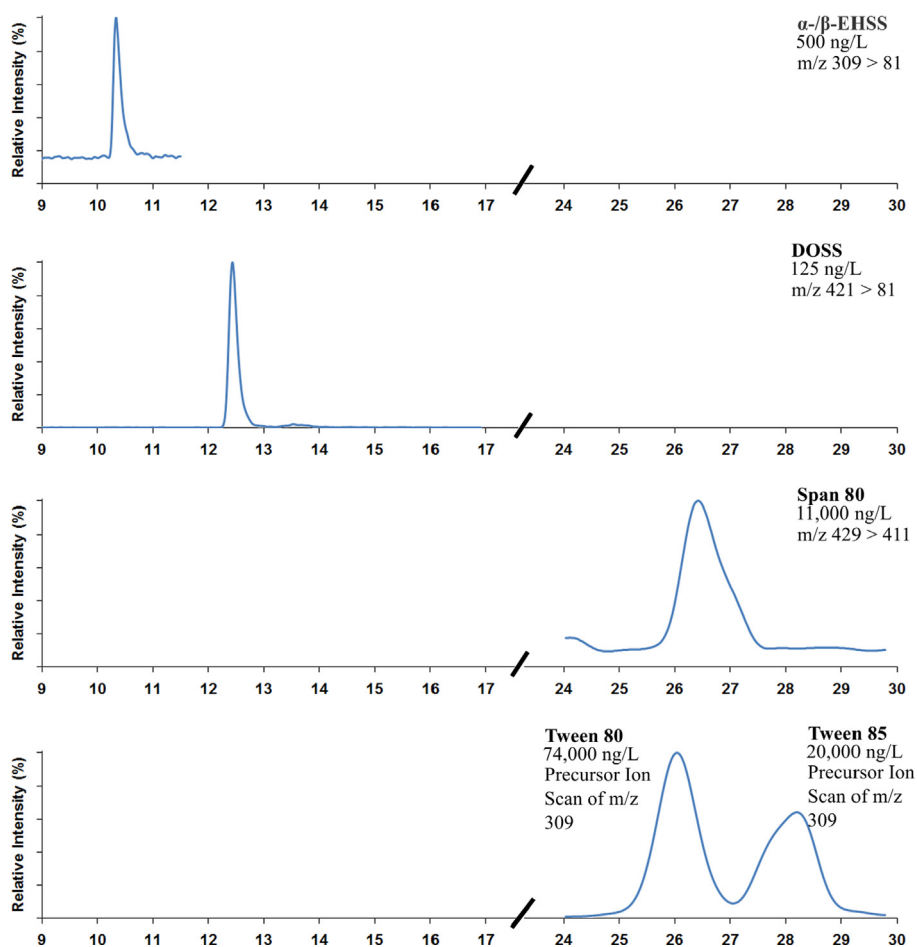 Relative Intensity (%)
α-/β-EHSS
500 ng/L
m/z 309 > 81
9 10 11 12 13 14 15 16 17 24 25 26 27 28 29 30
Relative Intensity (%)
DOSS
125 ng/L
m/z 421 > 81
9 10 11 12 13 14 15 16 17 24 25 26 27 28 29 30
Relative Intensity (%)
Span 80
11,000 ng/L
m/z 429 > 411
9 10 11 12 13 14 15 16 17 24 25 26 27 28 29 30
Relative Intensity (%)
Tween 80
74,000 ng/L
Precursor Ion
Scan of m/z
309
Tween 85
20,000 ng/L
Precursor Ion
Scan of m/z
309
9 10 11 12 13 14 15 16 17 24 25 26 27 28 29 30